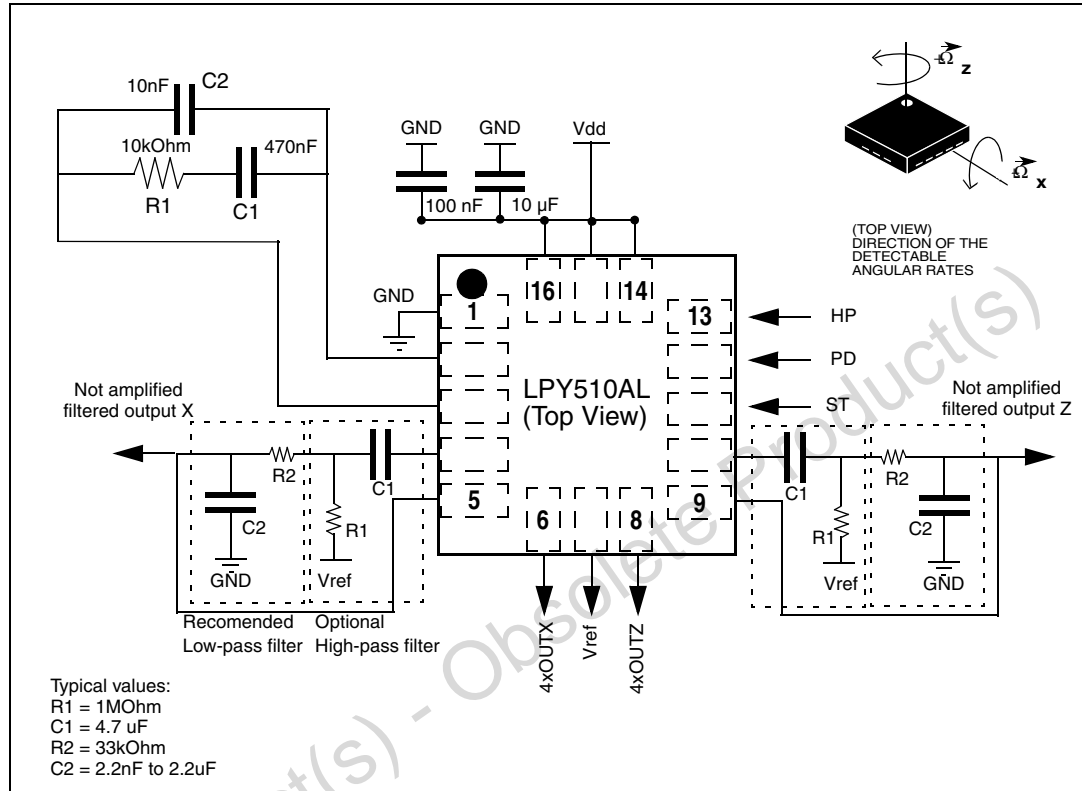 10nF
C2
10kOhm
470nF
R1
C1
GND
GND
Vdd
100 nF
10 µF
Ω z
Ω x
(TOP VIEW)
DIRECTION OF THE
DETECTABLE
ANGULAR RATES
GND
16
14
1
13
HP
PD
ST
LPY510AL
(Top View)
Not amplified
filtered output X
Not amplified
filtered output Z
R2
C1
C2
R1
GND
Vref
5
6
8
9
C1
R2
R1
C2
Vref
GND
Recomended
Low-pass filter
Optional
High-pass filter
4xOUTX
Vref
4xOUTZ
Typical values:
R1 = 1MOhm
C1 = 4.7 uF
R2 = 33kOhm
C2 = 2.2nF to 2.2uF
ct(s) - Obsolete Product(s)